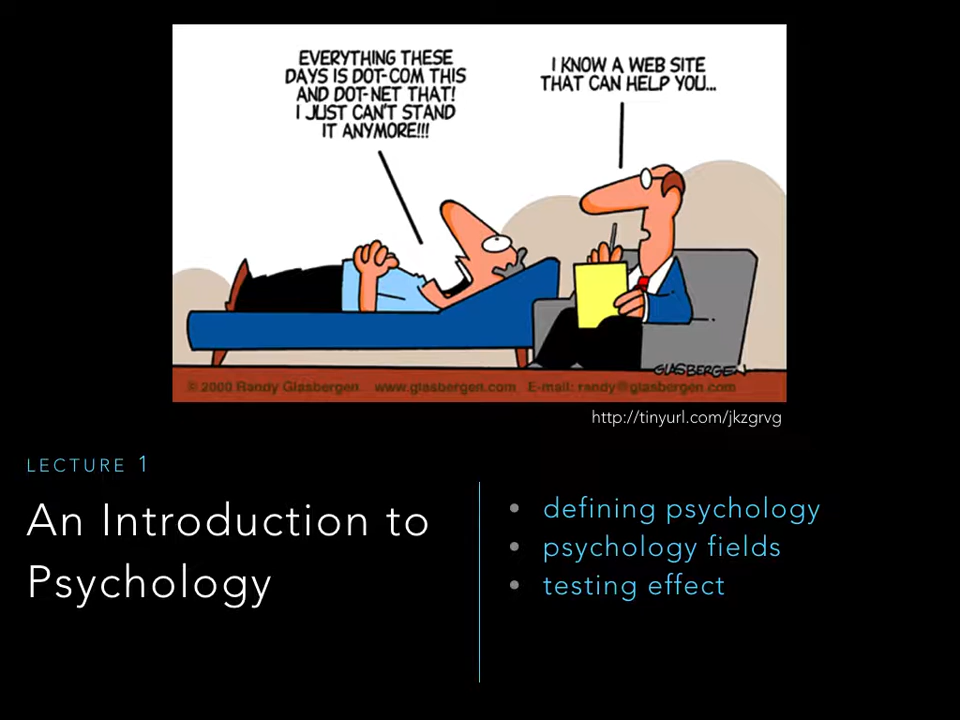 EVERYTHING THESE
DAYS IS DOT-COM THIS
AND DOT-NET THAT!
I JUST CAN'T STAND
IT ANYMORE!!!
I KNOW A WEB SITE
THAT CAN HELP YOU...
GLASBERGEN
© 2000 Randy Glasbergen www.glasbergen.com E-mail: randy@glasbergen.com
http://tinyurl.com/jkzgrvg
LECTURE 1
An Introduction to
Psychology
• defining psychology
• psychology fields
• testing effect